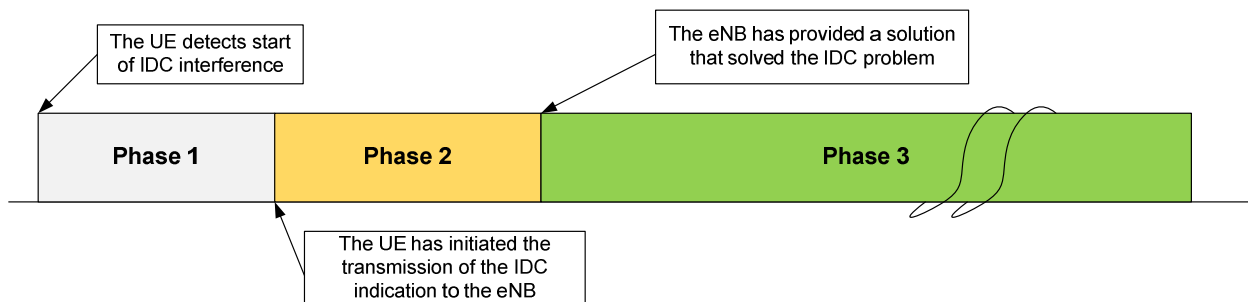 The UE detects start
of IDC interference
The eNB has provided a solution
that solved the IDC problem
Phase 1
Phase 2
Phase 3
The UE has initiated the
transmission of the IDC
indication to the eNB